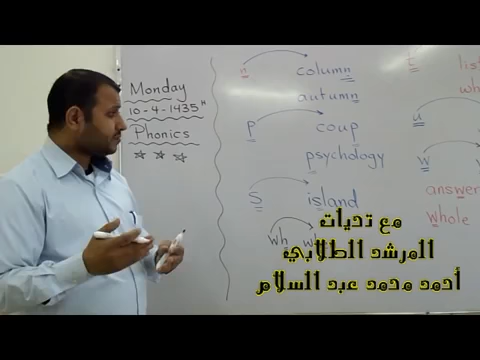 Monday
10-4-1435 H
Phonics
n column
autumn
p coup
psychology
s island
wh
t
u
w
answer
whole
مع تحيات
المرشد الطلابي
أحمد محمد عبد السلام